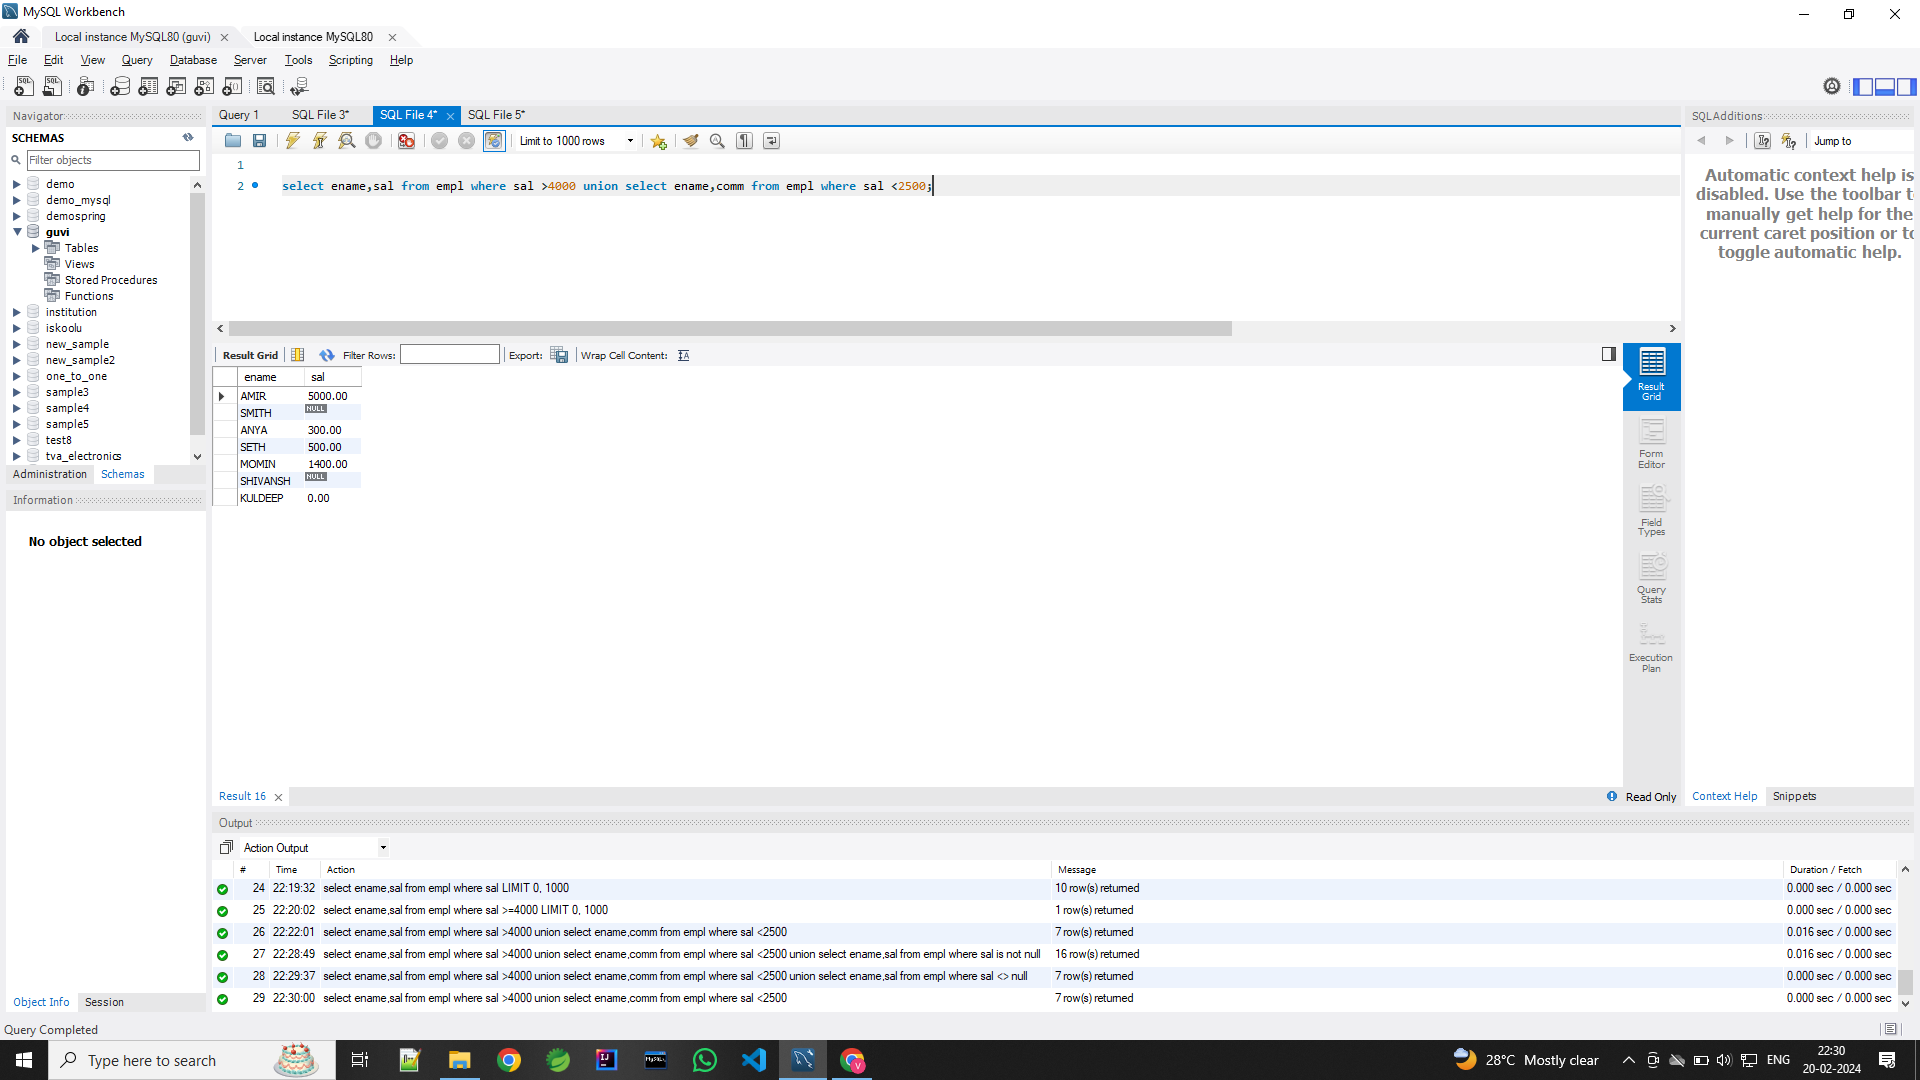 MySQL Workbench
Local instance MySQL80 (guvi)
Local instance MySQL80
File Edit View Query Database Server Tools Scripting Help
Navigator
SCHEMAS
Filter objects
demo
demo_mysql
demospring
guvi
Tables
Views
Stored Procedures
Functions
institution
iskoolu
new_sample
new_sample2
one_to_one
sample3
sample4
sample5
test8
tva_electronics
Administration Schemas
Information
No object selected
Object Info Session
Query 1 SQL File 3* SQL File 4* SQL File 5*
Limit to 1000 rows
1
2 select ename,sal from empl where sal >4000 union select ename,comm from empl where sal <2500;
Result Grid Filter Rows: Export: Wrap Cell Content:
ename sal
AMIR 5000.00
SMITH NULL
ANYA 300.00
SETH 500.00
MOMIN 1400.00
SHIVANSH NULL
KULDEEP 0.00
Result Grid
Form Editor
Field Types
Query Stats
Execution Plan
Result 16
Read Only
SQLAdditions
Jump to
Automatic context help is
disabled. Use the toolbar t
manually get help for the
current caret position or to
toggle automatic help.
Context Help Snippets
Output
Action Output
# Time Action Message Duration / Fetch
24 22:19:32 select ename,sal from empl where sal LIMIT 0, 1000 10 row(s) returned 0.000 sec / 0.000 sec
25 22:20:02 select ename,sal from empl where sal >=4000 LIMIT 0, 1000 1 row(s) returned 0.000 sec / 0.000 sec
26 22:22:01 select ename,sal from empl where sal >4000 union select ename,comm from empl where sal <2500 7 row(s) returned 0.016 sec / 0.000 sec
27 22:28:49 select ename,sal from empl where sal >4000 union select ename,comm from empl where sal <2500 union select ename,sal from empl where sal is not null 16 row(s) returned 0.016 sec / 0.000 sec
28 22:29:37 select ename,sal from empl where sal >4000 union select ename,comm from empl where sal <2500 union select ename,sal from empl where sal <> null 7 row(s) returned 0.000 sec / 0.000 sec
29 22:30:00 select ename,sal from empl where sal >4000 union select ename,comm from empl where sal <2500 7 row(s) returned 0.000 sec / 0.000 sec
Query Completed
Type here to search
28°C Mostly clear
ENG
22:30
20-02-2024